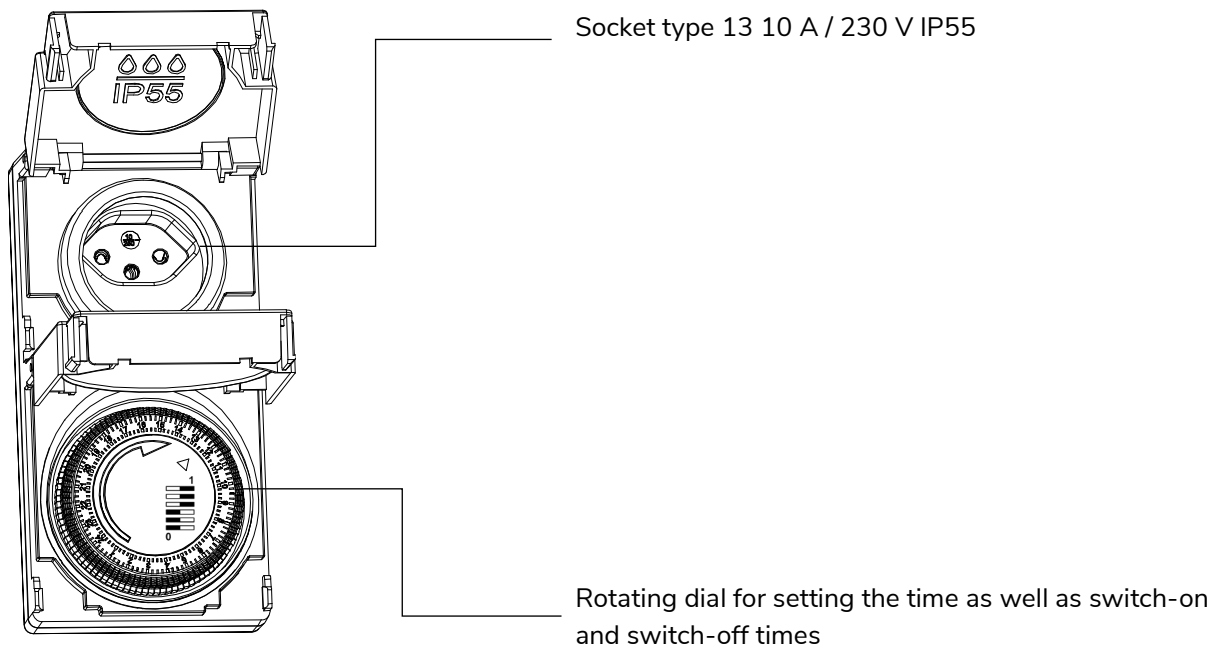 Socket type 13 10 A / 230 V IP55
IP55
1
0
Rotating dial for setting the time as well as switch-on
and switch-off times